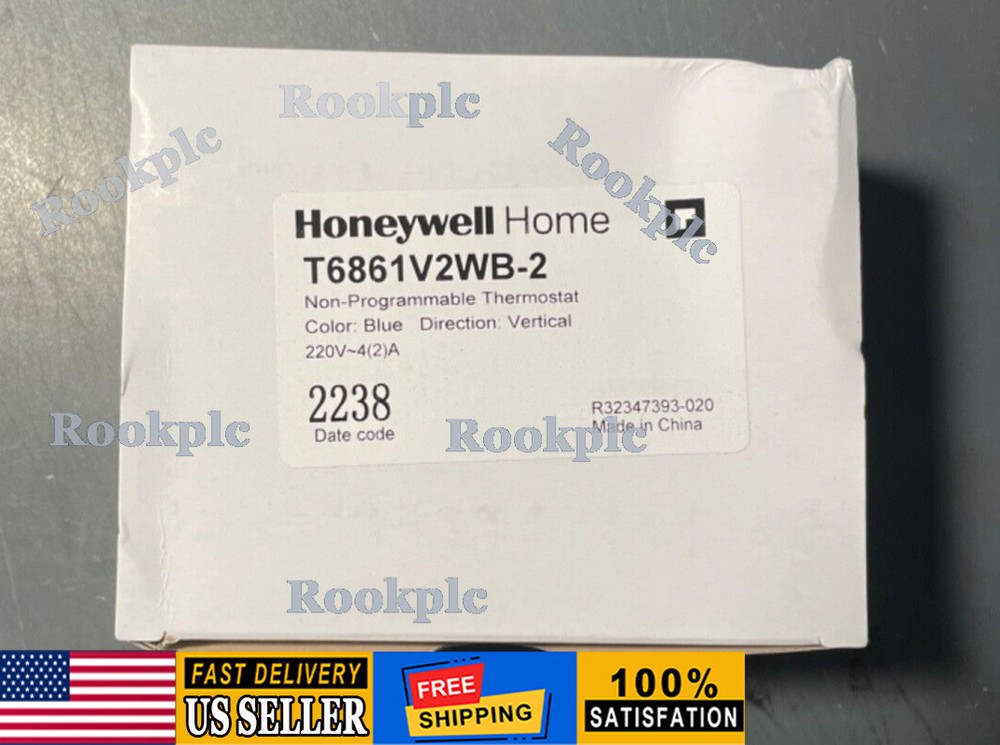 Rookplc
Rookplc
Rookplc
Honeywell Home
T6861V2WB-2
Non-Programmable Thermostat
Color: Blue Direction: Vertical
220V~4(2)A
2238
Date code
R32347393-020
Made in China
Rookplc
Rookplc
Rookplc
FAST DELIVERY
US SELLER
FREE
SHIPPING
100%
SATISFATION